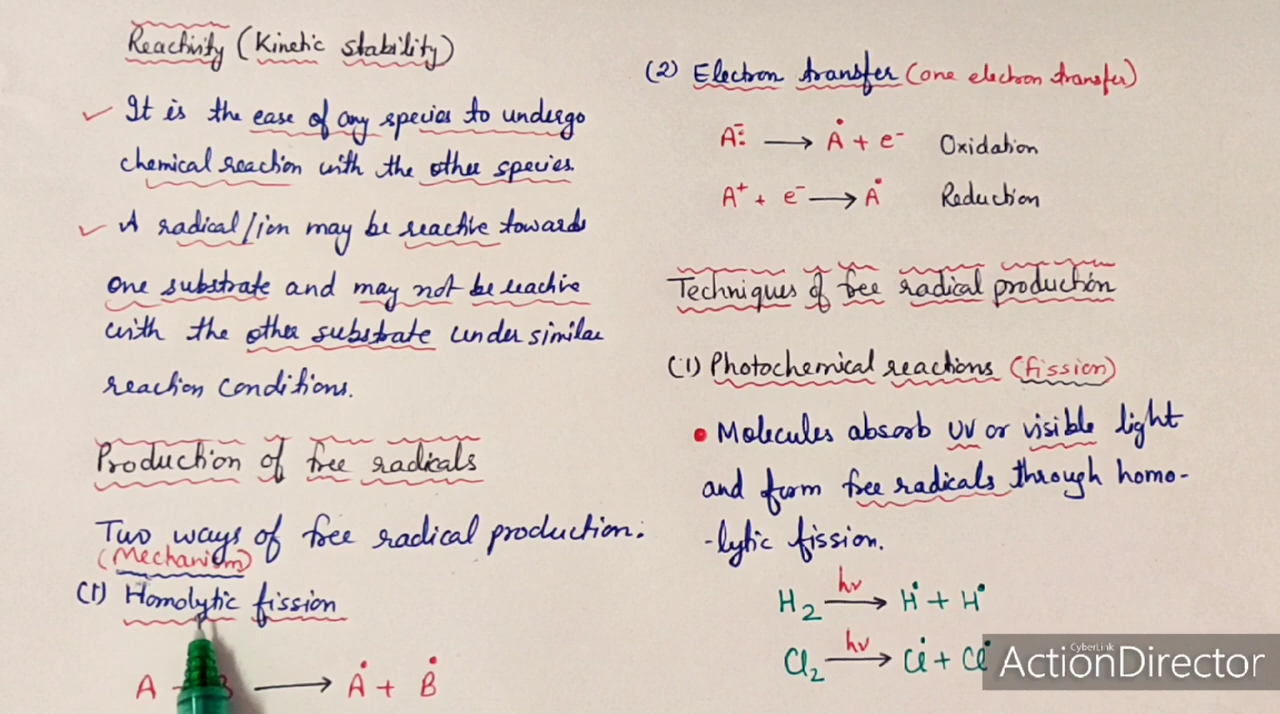 Reactivity (Kinetic stability)
✓ It is the ease of any species to undergo
chemical reaction with the other species.
✓ A radical/ion may be reactive towards
one substrate and may not be reactive
with the other substrate under similar
reaction conditions.
Production of free radicals
Two ways of free radical production:
(Mechanism)
(1) Homolytic fission
A - B → A• + B•
(2) Electron transfer (one electron transfer)
A:⁻ → A• + e⁻ Oxidation
A⁺ + e⁻ → A• Reduction
Techniques of free radical production
(1) Photochemical reactions (fission)
• Molecules absorb UV or visible light
and form free radicals through homo-
-lytic fission.
H₂ hν→ H• + H•
Cl₂ hν→ Cl• + Cl•
CyberLink
ActionDirector